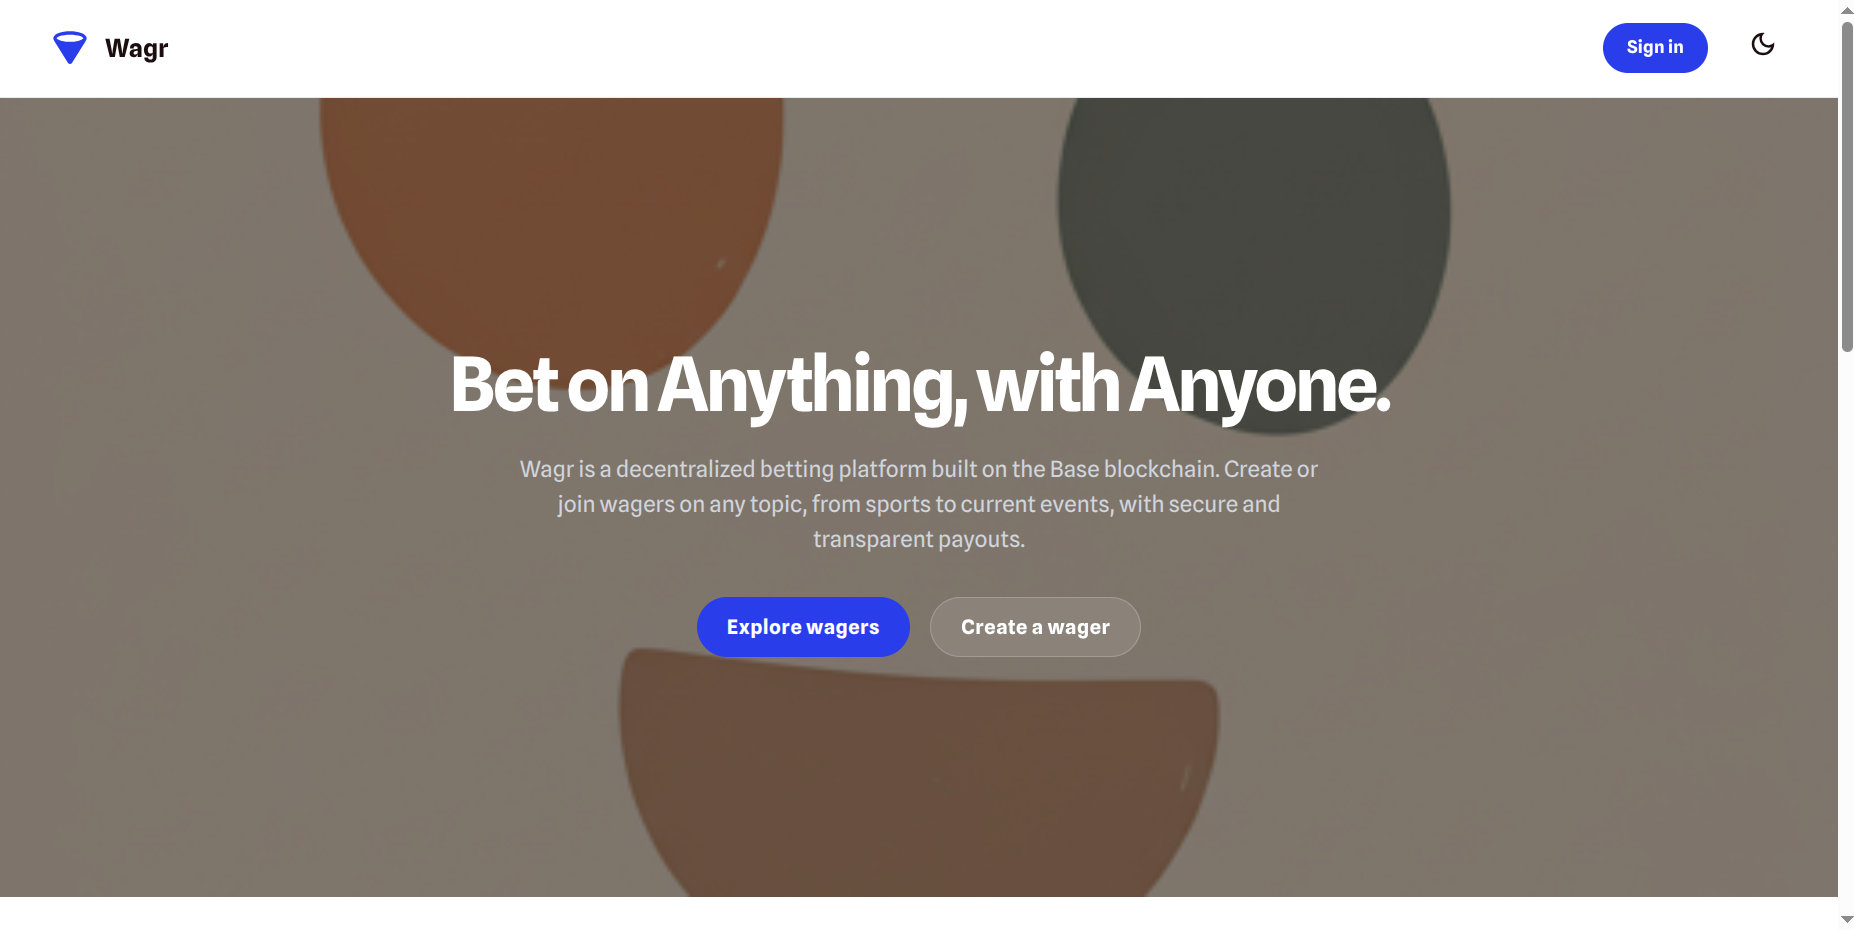 Wagr
Sign in
Bet on Anything, with Anyone.
Wagr is a decentralized betting platform built on the Base blockchain. Create or
join wagers on any topic, from sports to current events, with secure and
transparent payouts.
Explore wagers
Create a wager